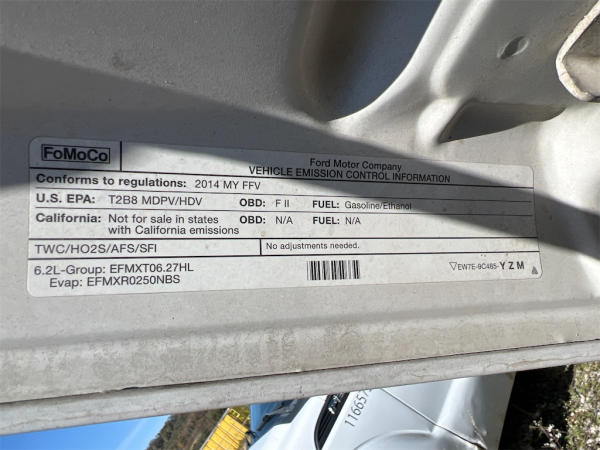 FoMoCo
Ford Motor Company
VEHICLE EMISSION CONTROL INFORMATION
Conforms to regulations: 2014 MY FFV
U.S. EPA: T2B8 MDPV/HDV OBD: F II FUEL: Gasoline/Ethanol
California: Not for sale in states with California emissions OBD: N/A FUEL: N/A
TWC/HO2S/AFS/SFI
No adjustments needed.
6.2L-Group: EFMXT06.27HL
Evap: EFMXR0250NBS
EW7E-9C485-YZM